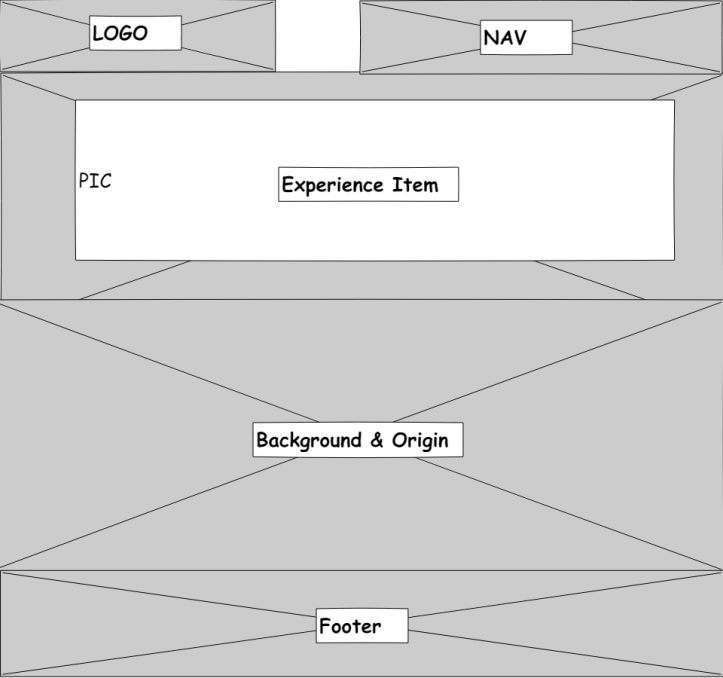 LOGO
NAV
PIC
Experience Item
Background & Origin
Footer